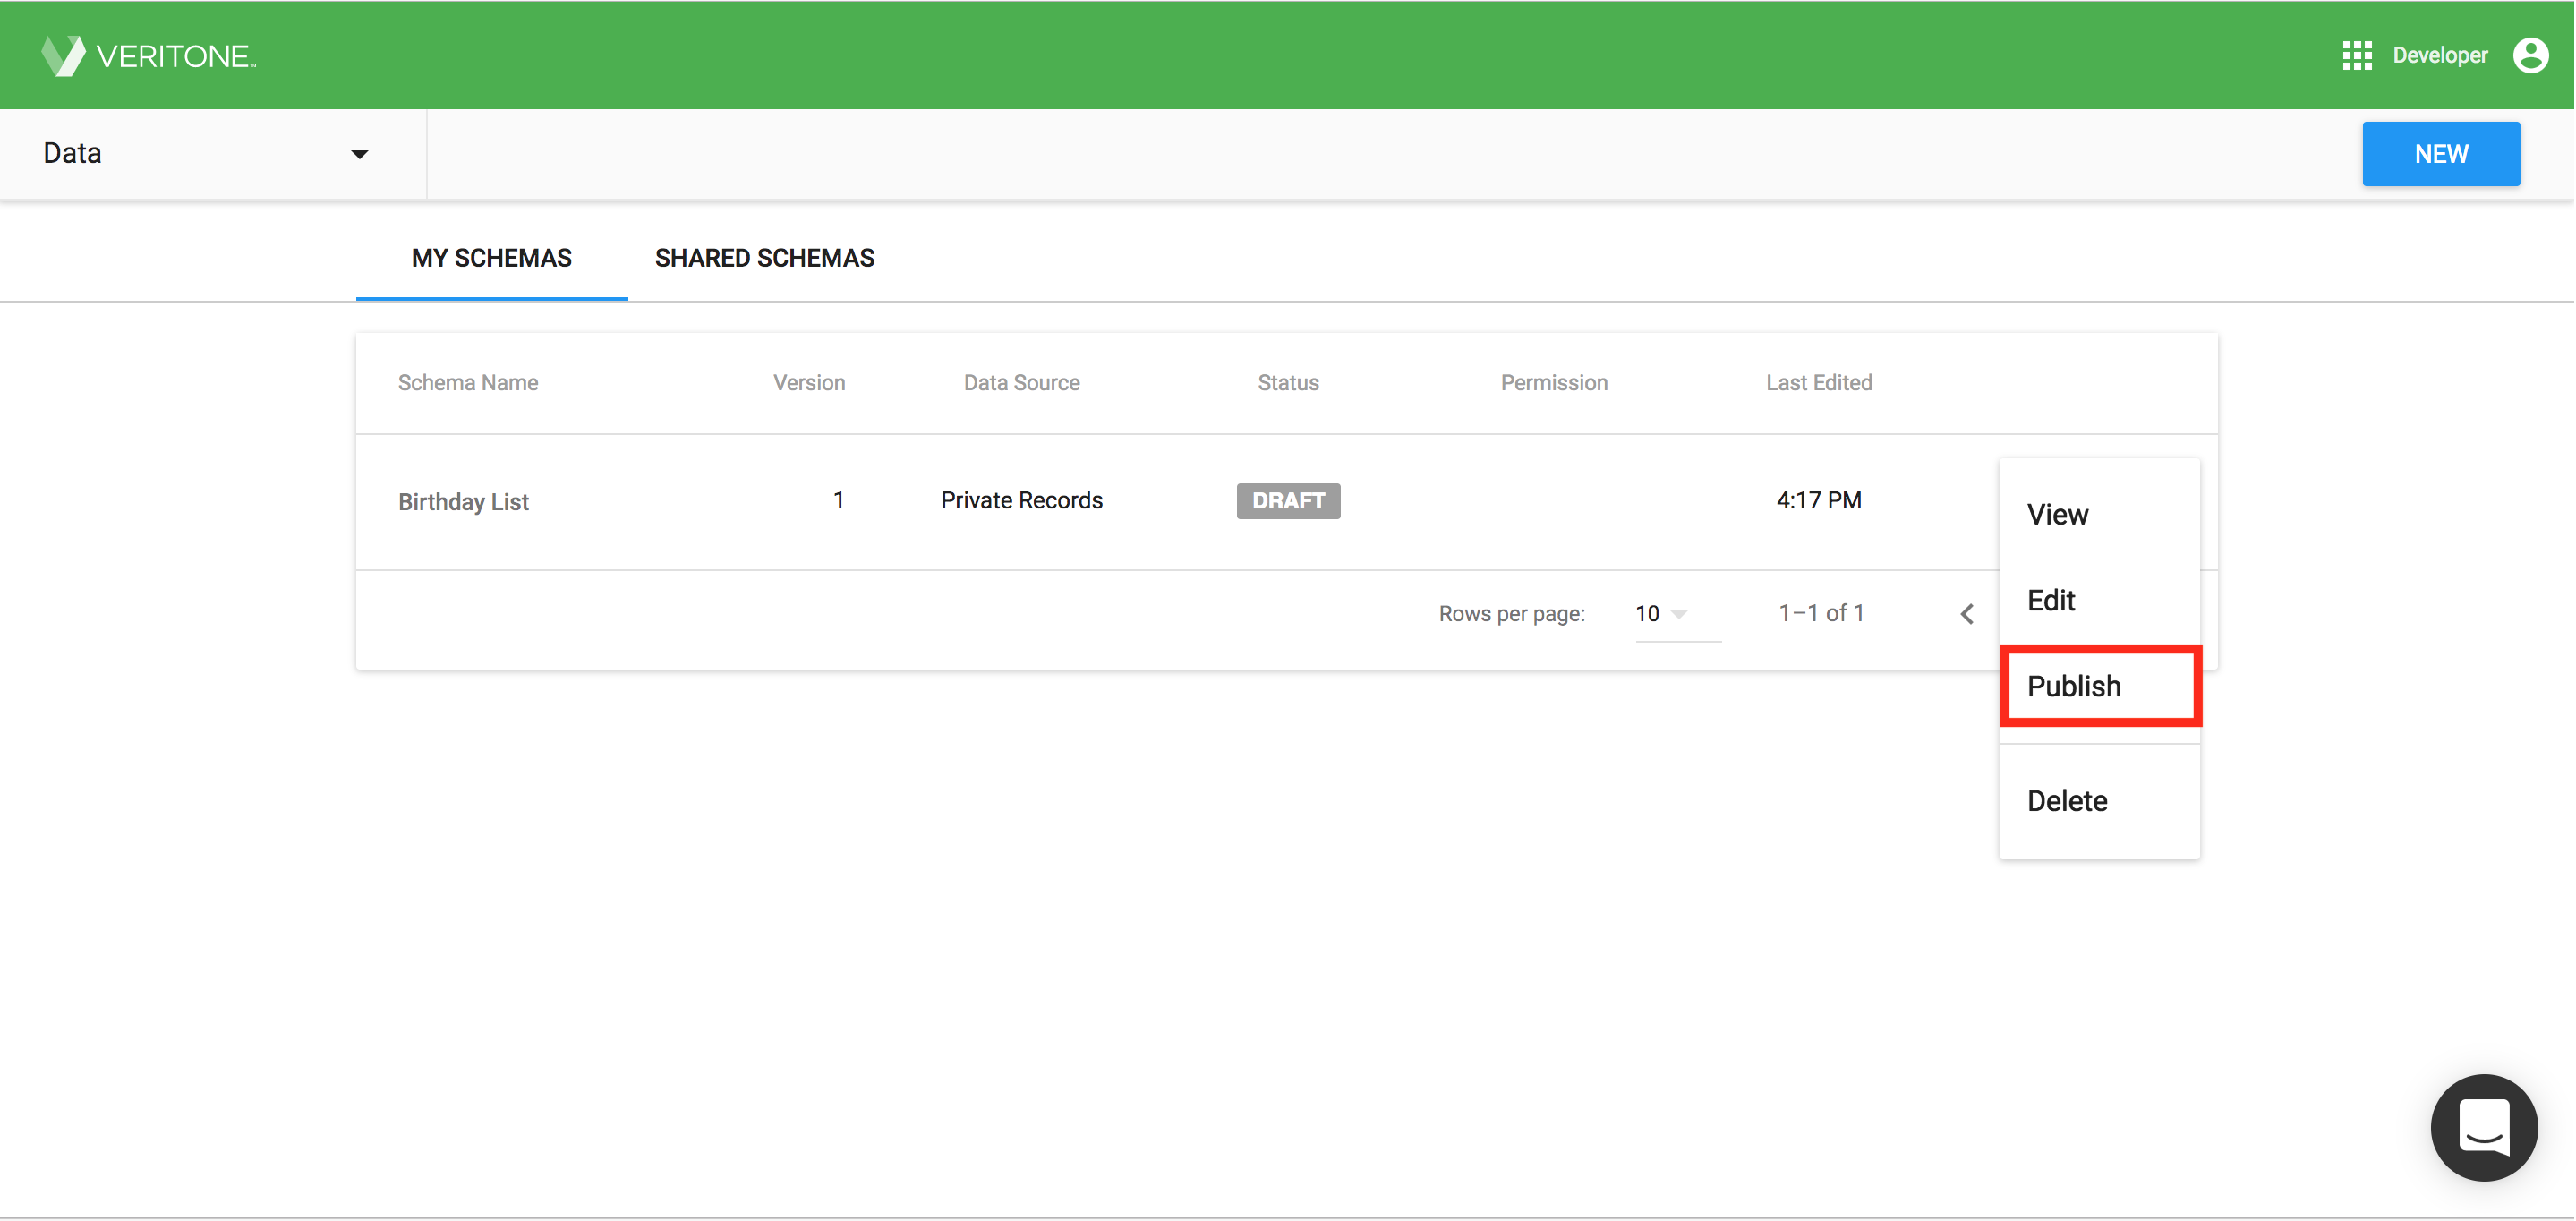 VERITONE
Developer
Data
NEW
MY SCHEMAS SHARED SCHEMAS
Schema Name Version Data Source Status Permission Last Edited
Birthday List 1 Private Records DRAFT 4:17 PM
View
Edit
Rows per page: 10 1–1 of 1
Publish
Delete